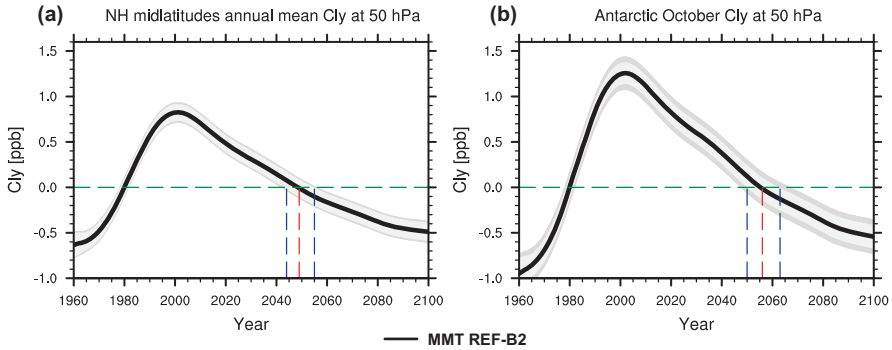 (a) NH midlatitudes annual mean Cly at 50 hPa
Cly [ppb]
1.5
1.0
0.5
0.0
-0.5
-1.0
1960 1980 2000 2020 2040 2060 2080 2100
Year
(b) Antarctic October Cly at 50 hPa
Cly [ppb]
1.5
1.0
0.5
0.0
-0.5
-1.0
1960 1980 2000 2020 2040 2060 2080 2100
Year
MMT REF-B2